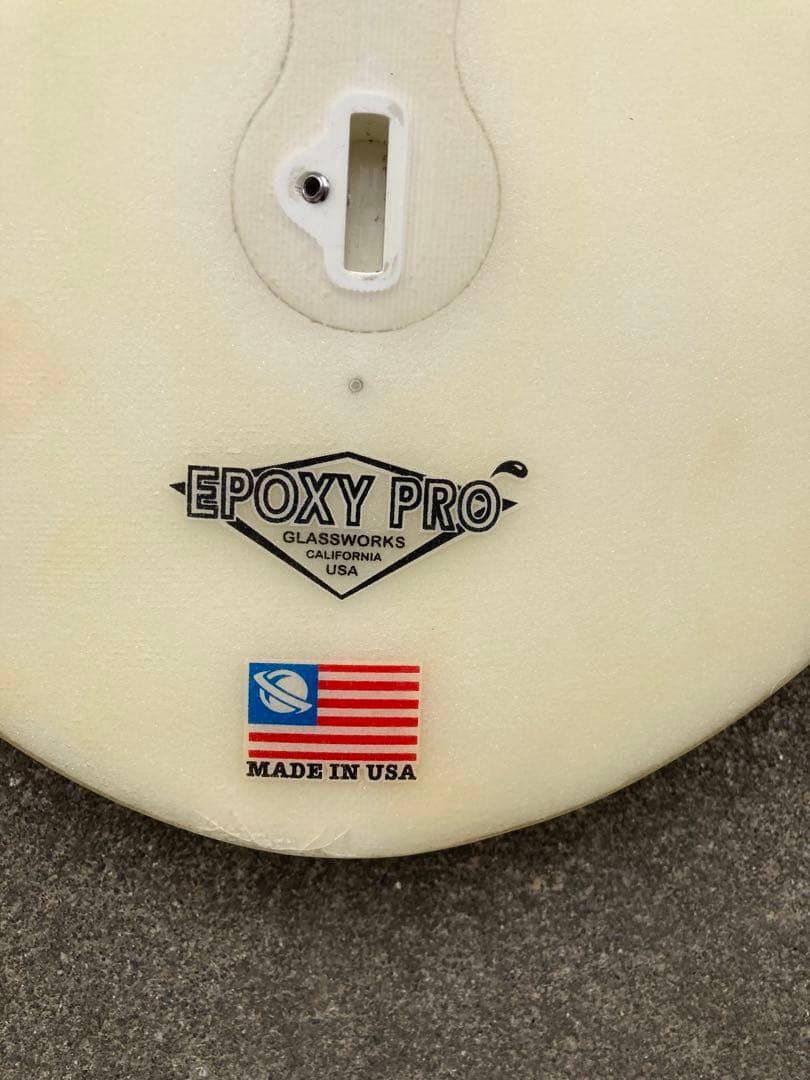 EPOXY PRO
GLASSWORKS
CALIFORNIA
USA
MADE IN USA